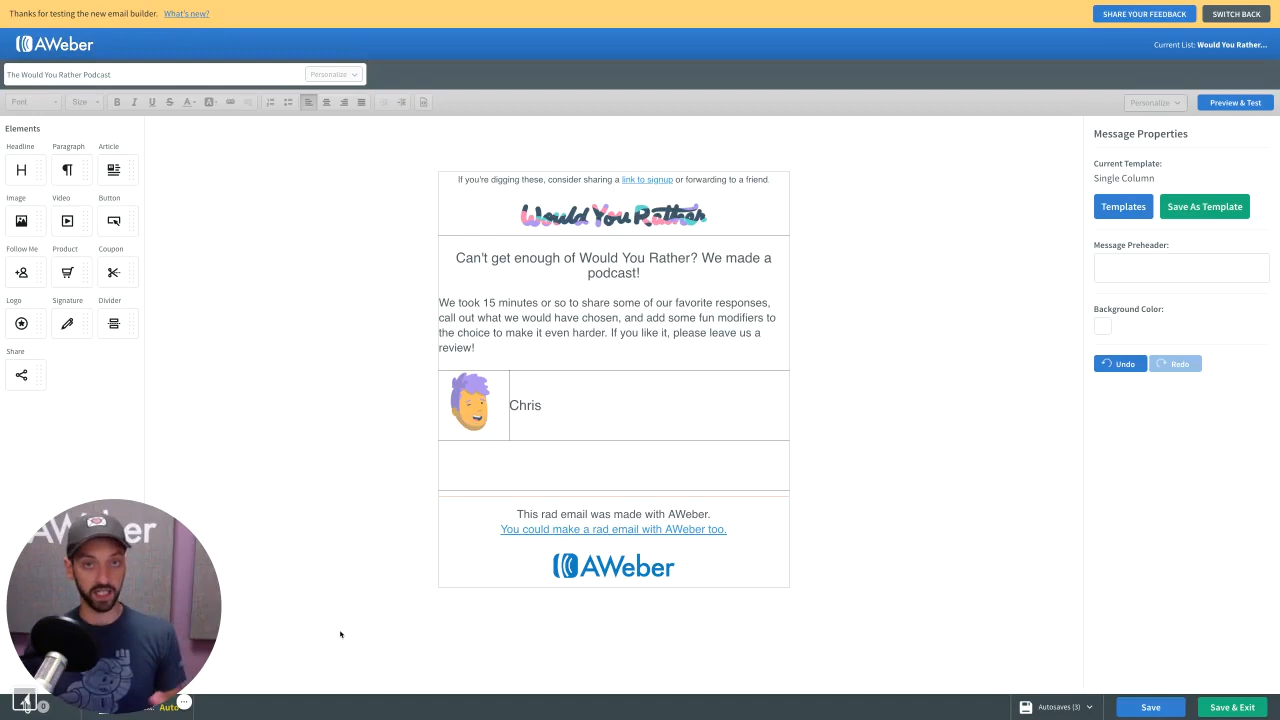 Thanks for testing the new email builder. What's new?
SHARE YOUR FEEDBACK
SWITCH BACK
AWeber
Current List: Would You Rather...
The Would You Rather Podcast
Personalize
Font
Size
B I U S A A
Personalize
Preview & Test
Elements
Headline Paragraph Article
H
Image Video Button
Follow Me Product Coupon
Logo Signature Divider
Share
If you're digging these, consider sharing a link to signup or forwarding to a friend.
Would You Rather
Can't get enough of Would You Rather? We made a
podcast!
We took 15 minutes or so to share some of our favorite responses,
call out what we would have chosen, and add some fun modifiers to
the choice to make it even harder. If you like it, please leave us a
review!
Chris
This rad email was made with AWeber.
You could make a rad email with AWeber too.
AWeber
Message Properties
Current Template:
Single Column
Templates
Save As Template
Message Preheader:
Background Color:
Undo
Redo
0
Auto
Autosaves (3)
Save
Save & Exit